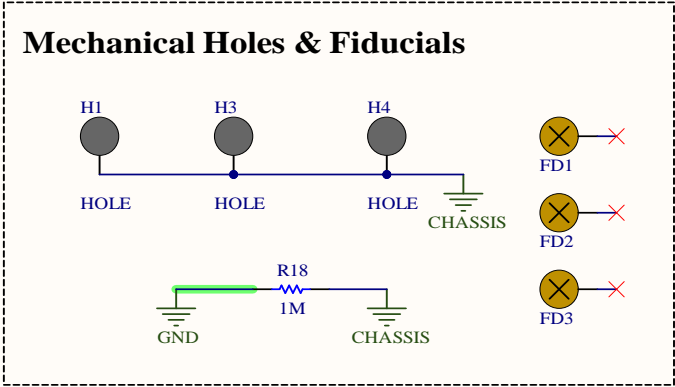 Mechanical Holes & Fiducials
H1 H3 H4
FD1
HOLE HOLE HOLE
CHASSIS
FD2
R18
1M
GND CHASSIS
FD3